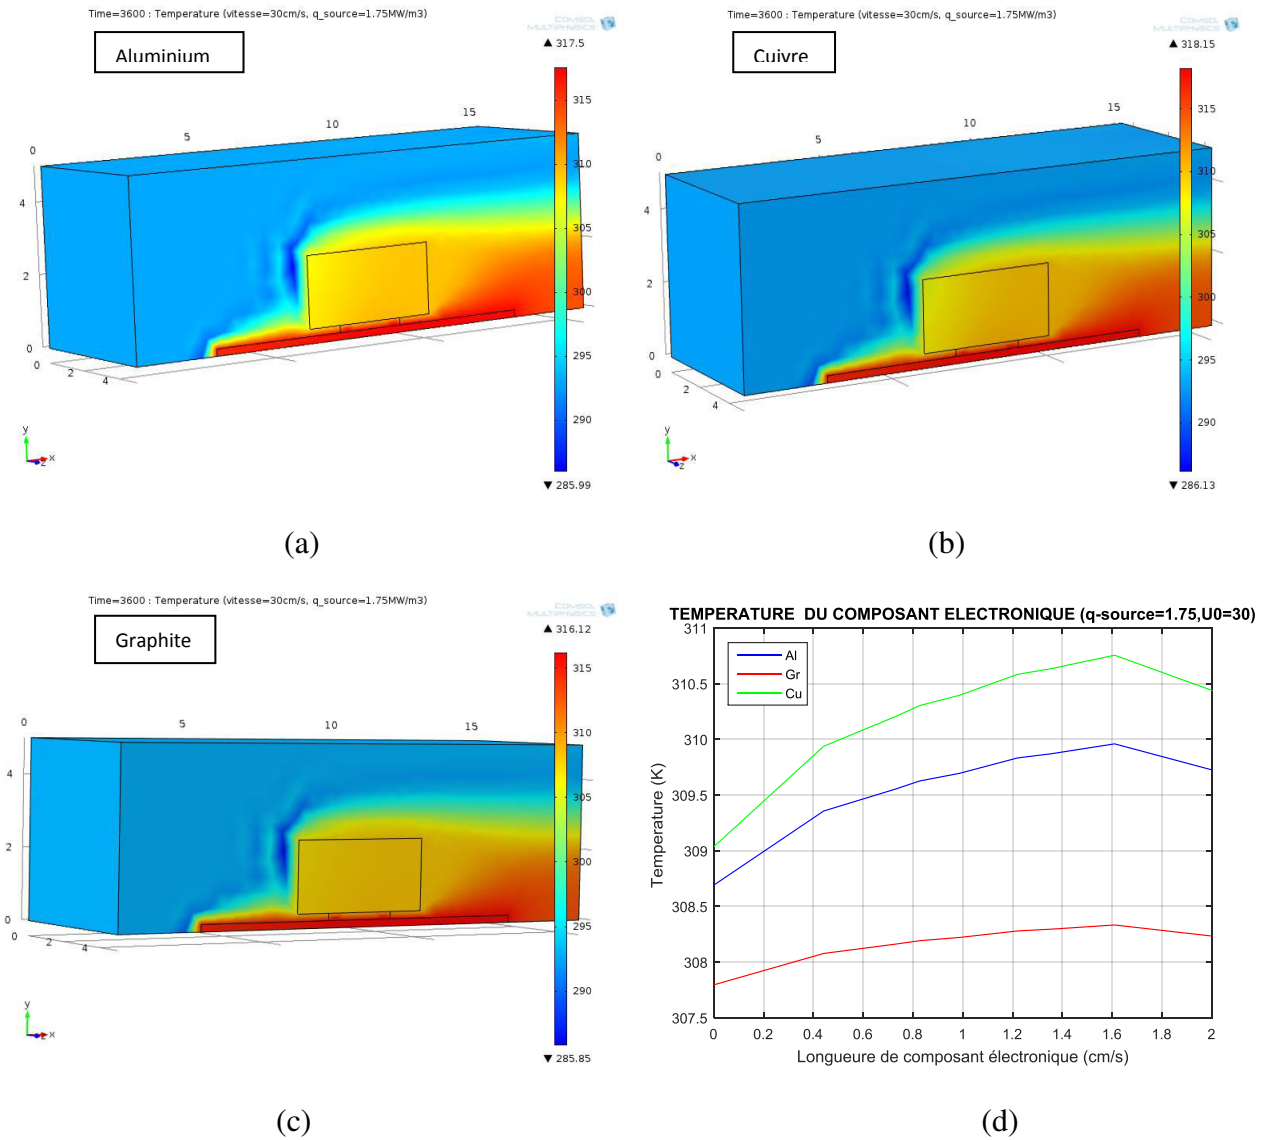 Time=3600 : Temperature (vitesse=30cm/s, q_source=1.75MW/m3)
COMSOL
MULTIPHYSICS
Aluminium
▲ 317.5
315
310
305
300
295
290
▼ 285.99
0
5
10
15
4
2
0
0
2
4
y
x
z
(a)
Time=3600 : Temperature (vitesse=30cm/s, q_source=1.75MW/m3)
COMSOL
MULTIPHYSICS
Cuivre
▲ 318.15
315
310
305
300
295
290
▼ 286.13
0
5
10
15
4
2
0
0
2
4
y
x
z
(b)
Time=3600 : Temperature (vitesse=30cm/s, q_source=1.75MW/m3)
COMSOL
MULTIPHYSICS
Graphite
▲ 316.12
315
310
305
300
295
290
▼ 285.85
0
5
10
15
4
2
0
0
2
4
y
x
(c)
TEMPERATURE DU COMPOSANT ELECTRONIQUE (q-source=1.75,U0=30)
311
310.5
310
309.5
309
308.5
308
307.5
Temperature (K)
Al
Gr
Cu
0 0.2 0.4 0.6 0.8 1 1.2 1.4 1.6 1.8 2
Longueure de composant électronique (cm/s)
(d)